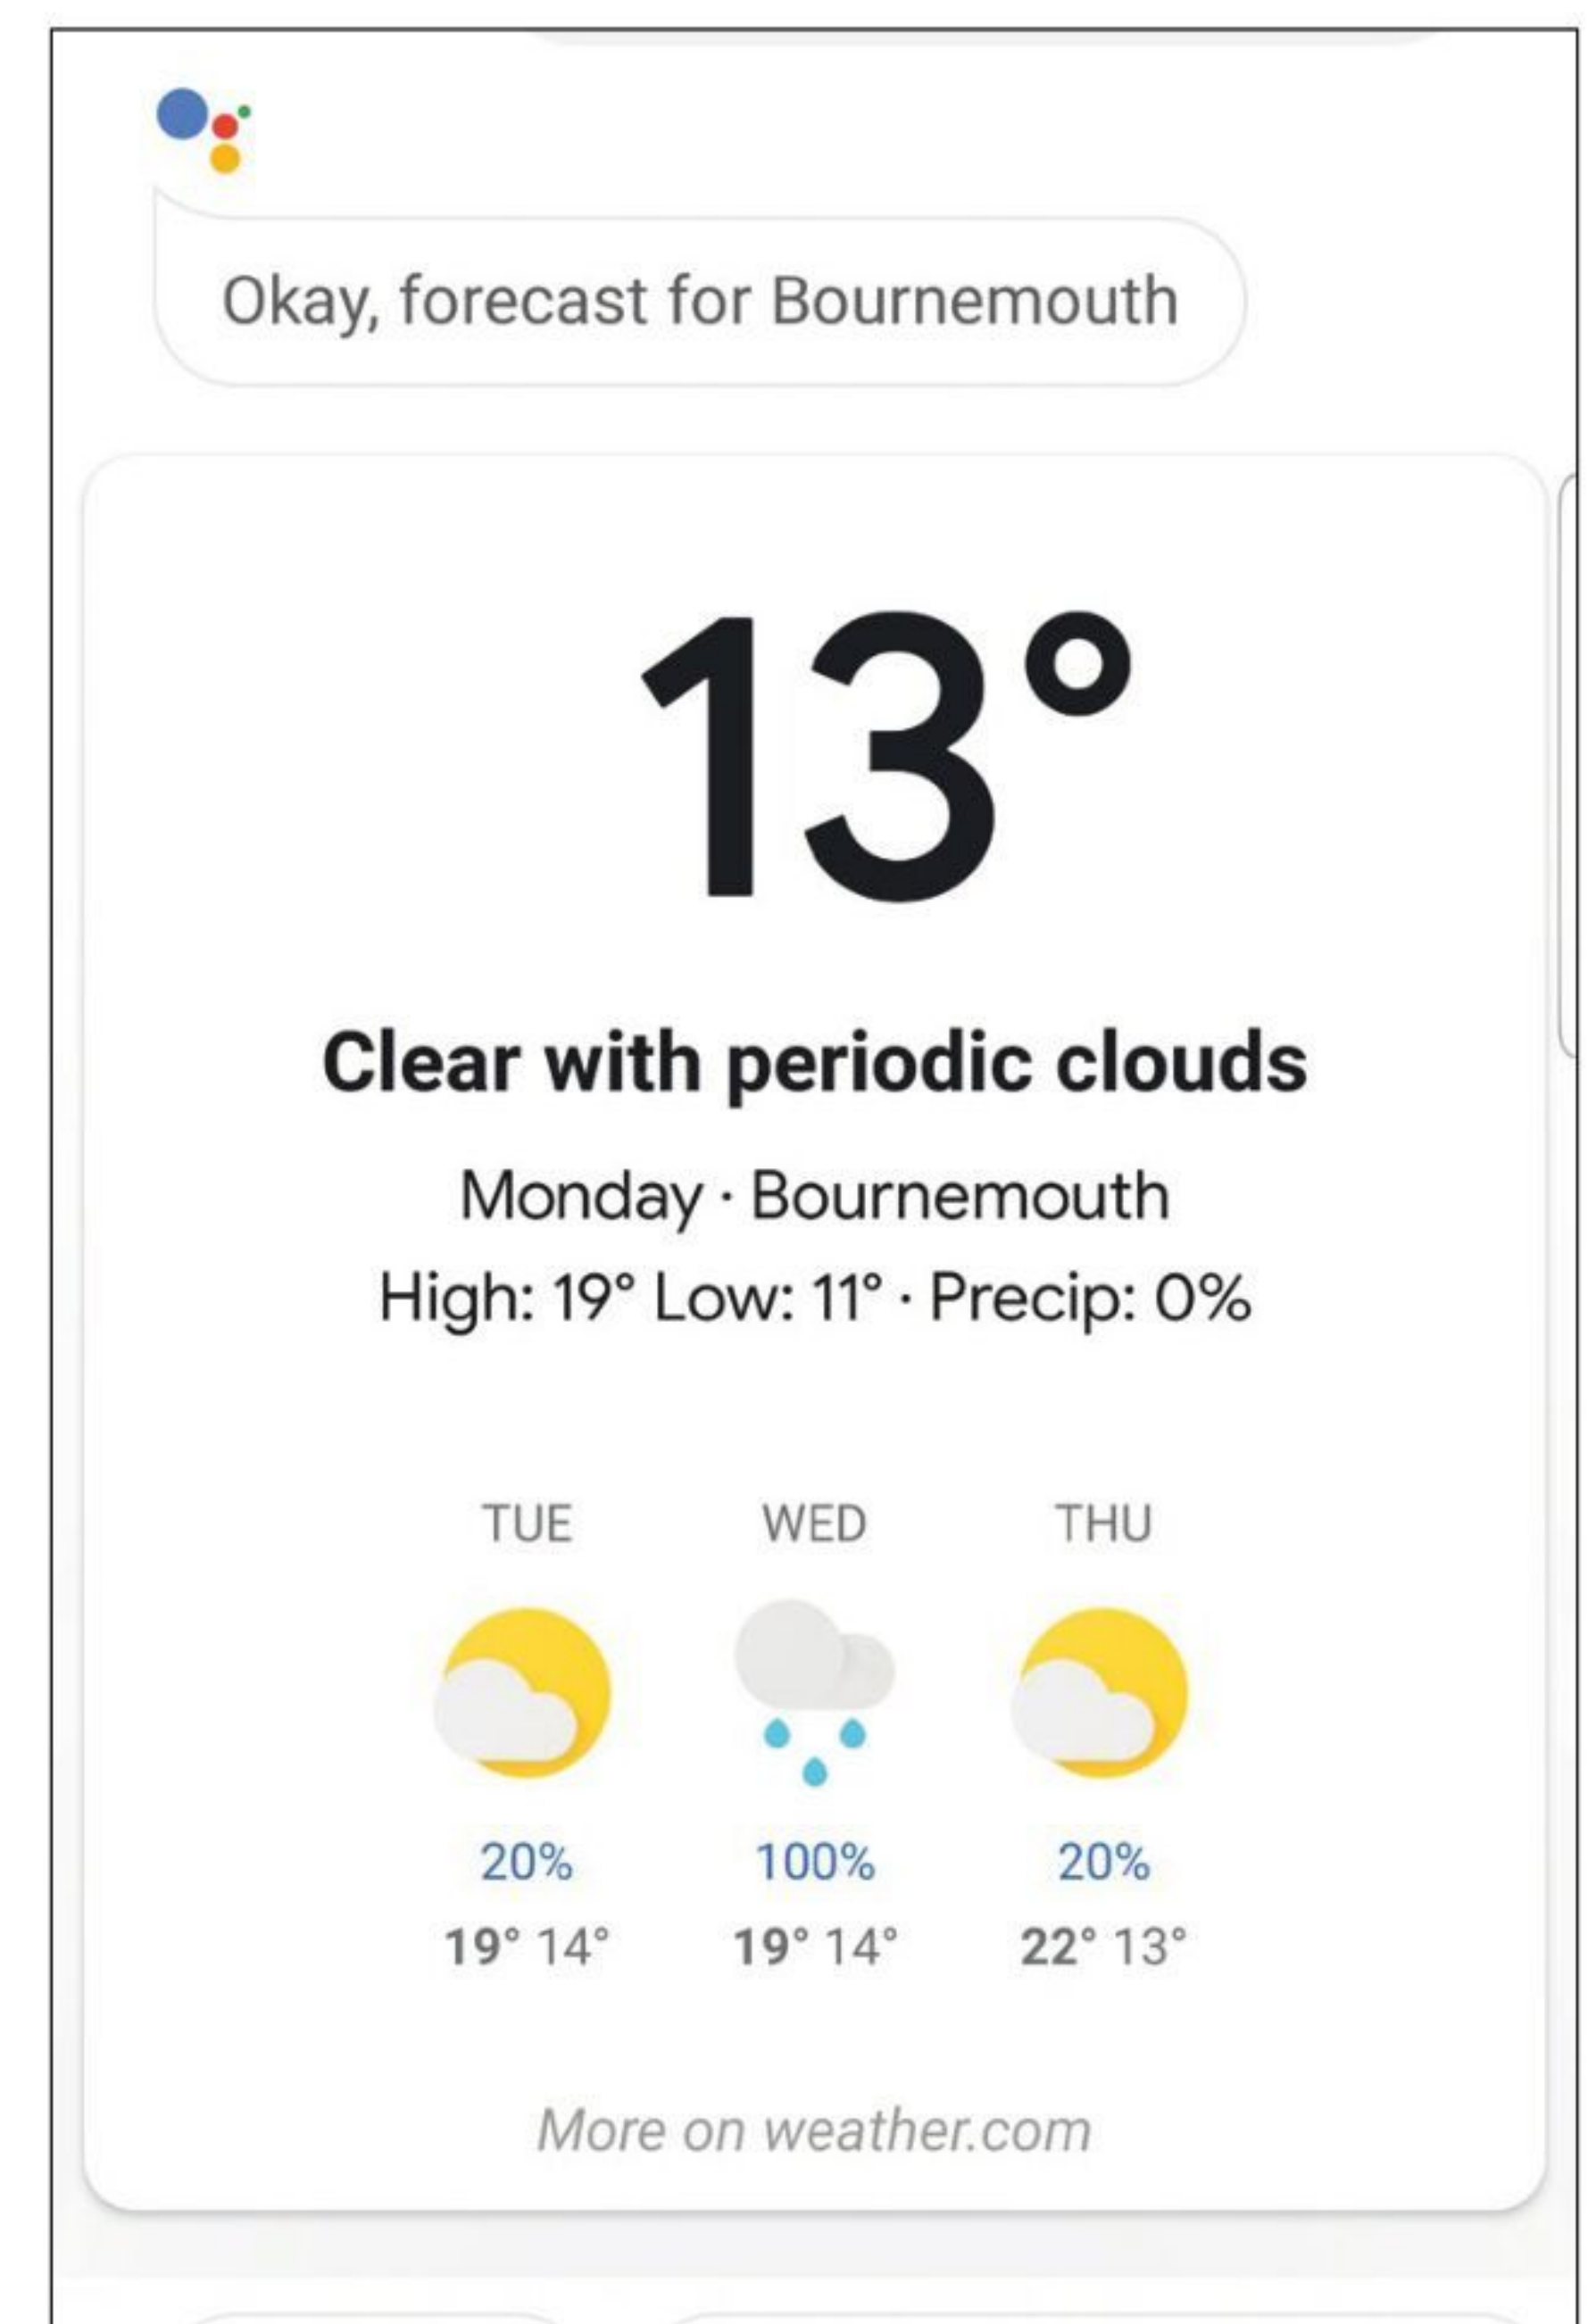 Okay, forecast for Bournemouth
13°
Clear with periodic clouds
Monday · Bournemouth
High: 19° Low: 11° · Precip: 0%
TUE WED THU
20% 100% 20%
19° 14° 19° 14° 22° 13°
More on weather.com